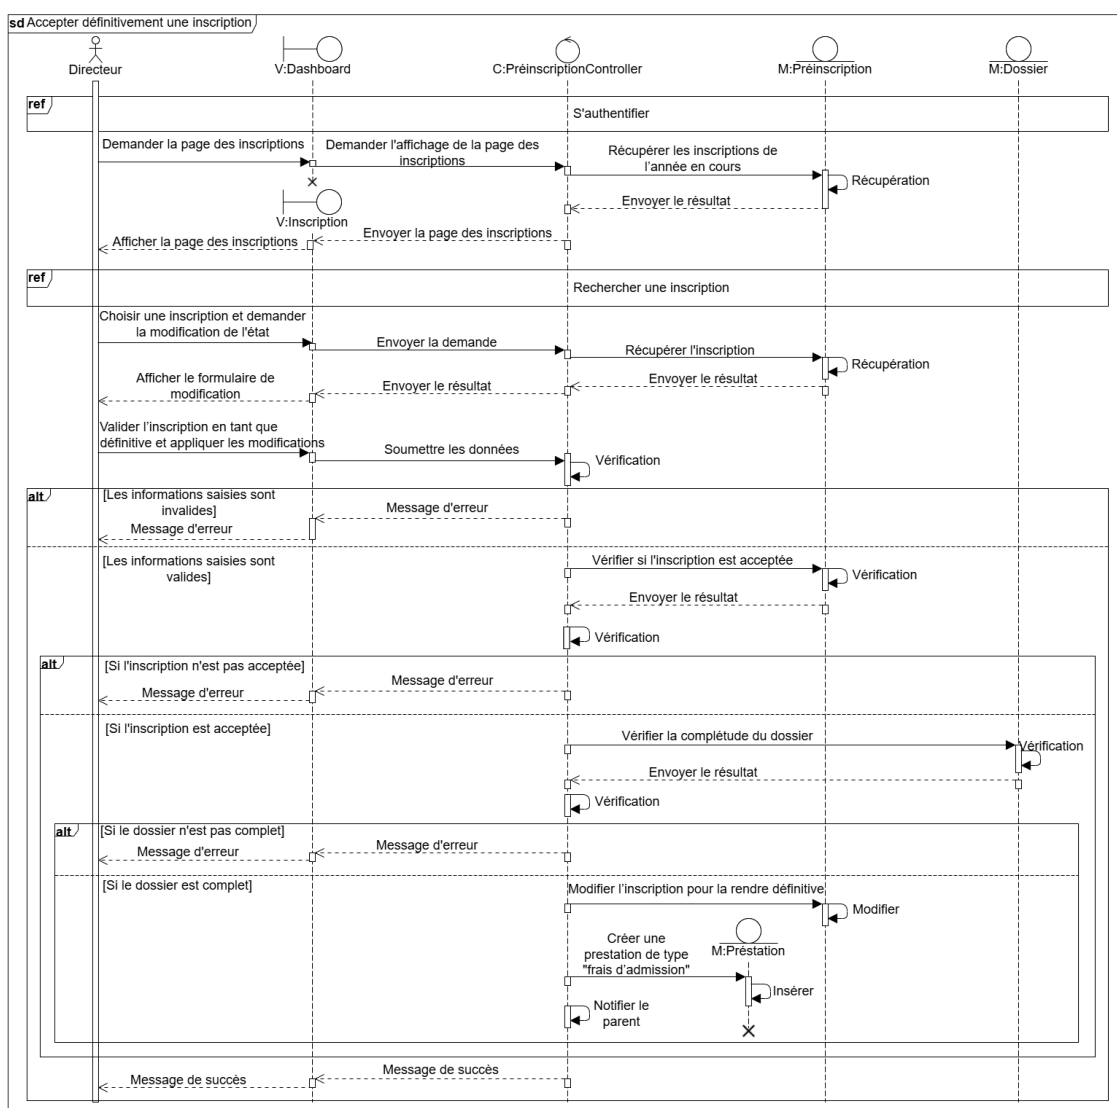 sd Accepter définitivement une inscription
Directeur
V:Dashboard
C:PréinscriptionController
M:Préinscription
M:Dossier
ref
S'authentifier
Demander la page des inscriptions
Demander l'affichage de la page des
inscriptions
Récupérer les inscriptions de
l'année en cours
Récupération
Envoyer le résultat
V:Inscription
Envoyer la page des inscriptions
Afficher la page des inscriptions
ref
Rechercher une inscription
Choisir une inscription et demander
la modification de l'état
Envoyer la demande
Récupérer l'inscription
Récupération
Envoyer le résultat
Envoyer le résultat
Afficher le formulaire de
modification
Valider l'inscription en tant que
définitive et appliquer les modifications
Soumettre les données
Vérification
alt
[Les informations saisies sont
invalides]
Message d'erreur
Message d'erreur
[Les informations saisies sont
valides]
Vérifier si l'inscription est acceptée
Vérification
Envoyer le résultat
Vérification
alt
[Si l'inscription n'est pas acceptée]
Message d'erreur
Message d'erreur
[Si l'inscription est acceptée]
Vérifier la complétude du dossier
Vérification
Envoyer le résultat
Vérification
alt
[Si le dossier n'est pas complet]
Message d'erreur
Message d'erreur
[Si le dossier est complet]
Modifier l'inscription pour la rendre définitive
Modifier
M:Préstation
Créer une
prestation de type
"frais d'admission"
Insérer
Notifier le
parent
Message de succès
Message de succès